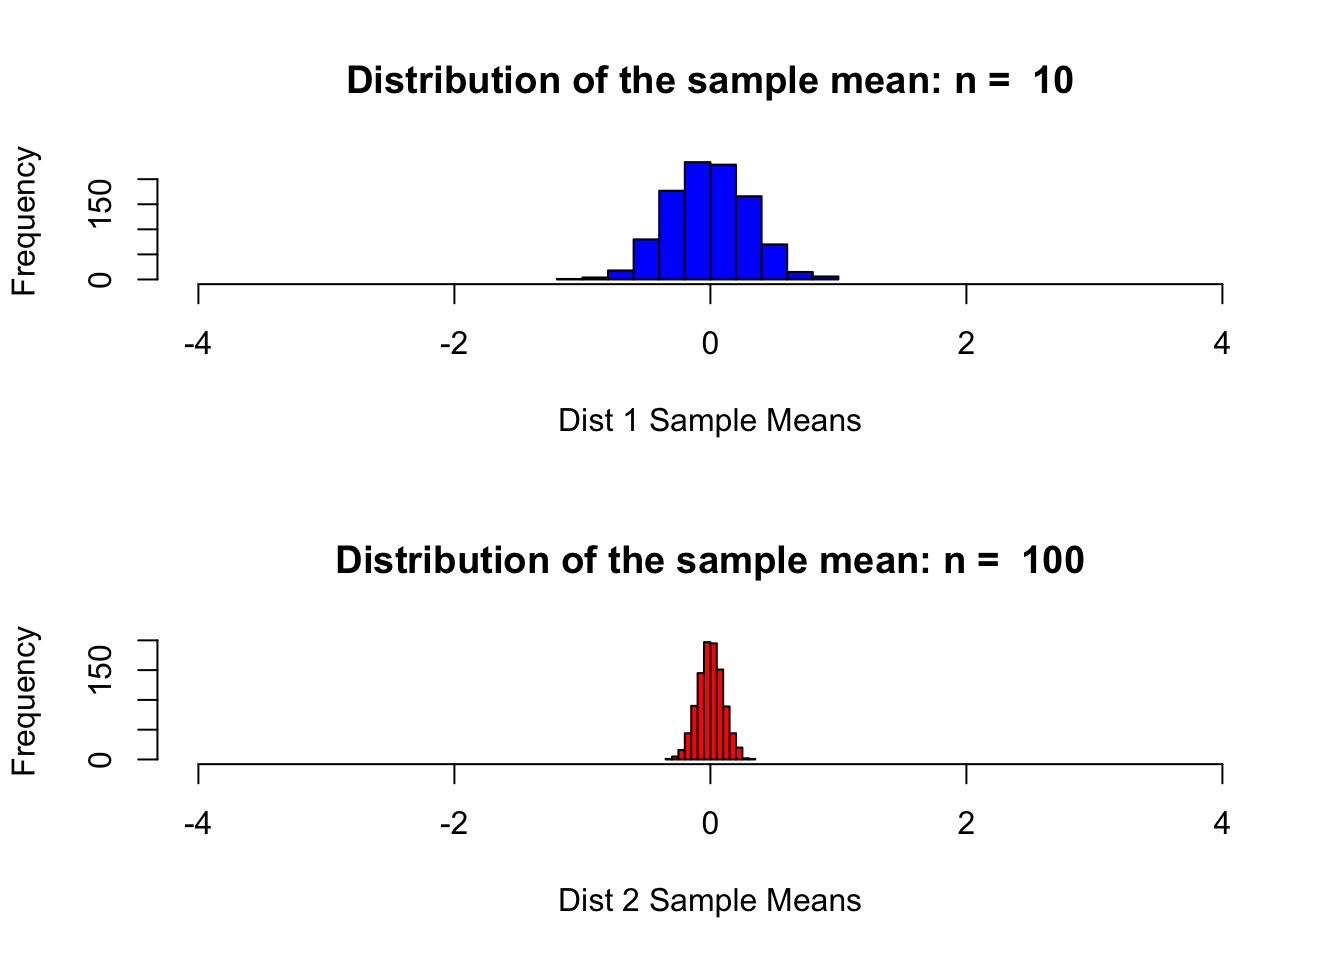 Distribution of the sample mean: n =  10
Frequency
150
0
-4 -2 0 2 4
Dist 1 Sample Means
Distribution of the sample mean: n =  100
Frequency
150
0
-4 -2 0 2 4
Dist 2 Sample Means